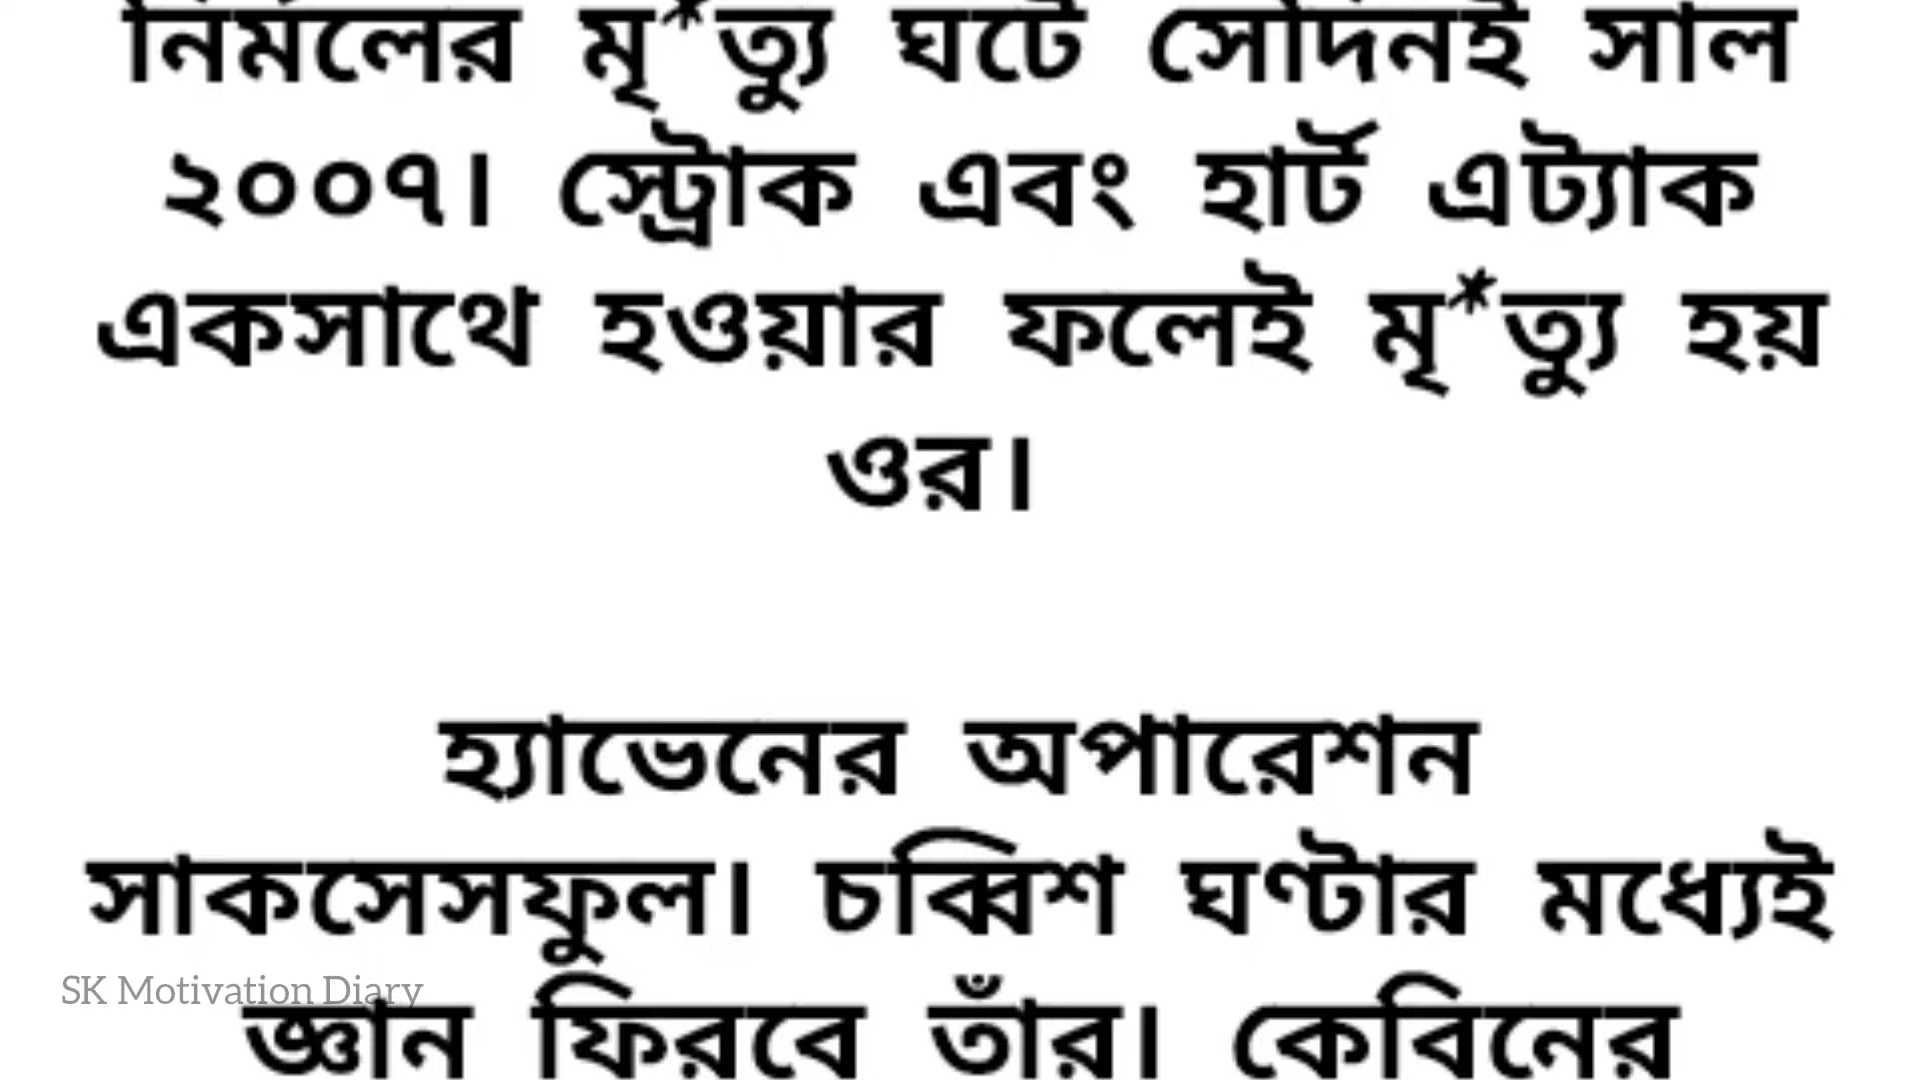 নির্মলের মৃ*ত্যু ঘটে সেদিনই সাল
২০০৭। স্ট্রোক এবং হার্ট এট্যাক
একসাথে হওয়ার ফলেই মৃ*ত্যু হয়
ওর।
হ্যাভেনের অপারেশন
সাকসেসফুল। চব্বিশ ঘণ্টার মধ্যেই
জ্ঞান ফিরবে তাঁর। কেবিনের
SK Motivation Diary